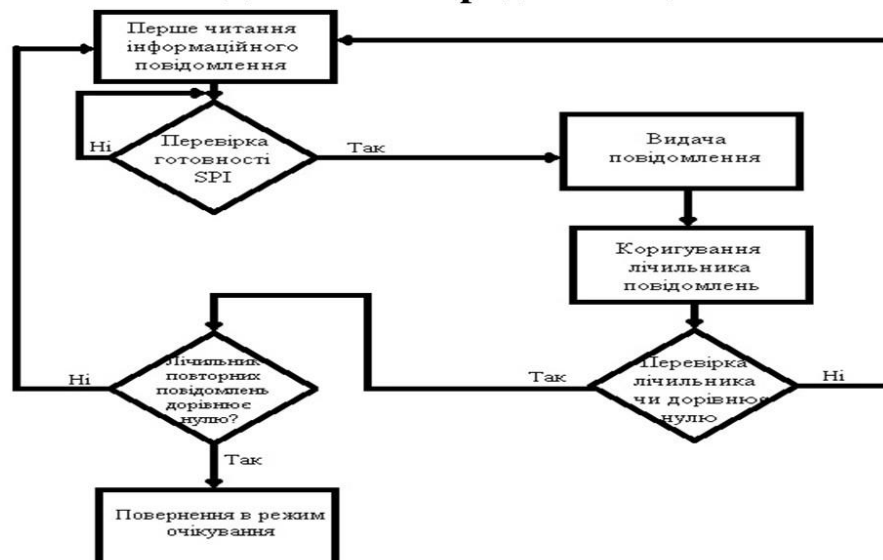 Перше читання
інформаційного
повідомлення
Ні
Перевірка
готовності
SPI
Так
Видача
повідомлення
Коригування
лічильника
повідомлень
Лічильник
повторних
повідомлень
дорівнює
нулю?
Ні
Так
Перевірка
лічильника
чи дорівнює
нулю
Ні
Так
Повернення в режим
очікування